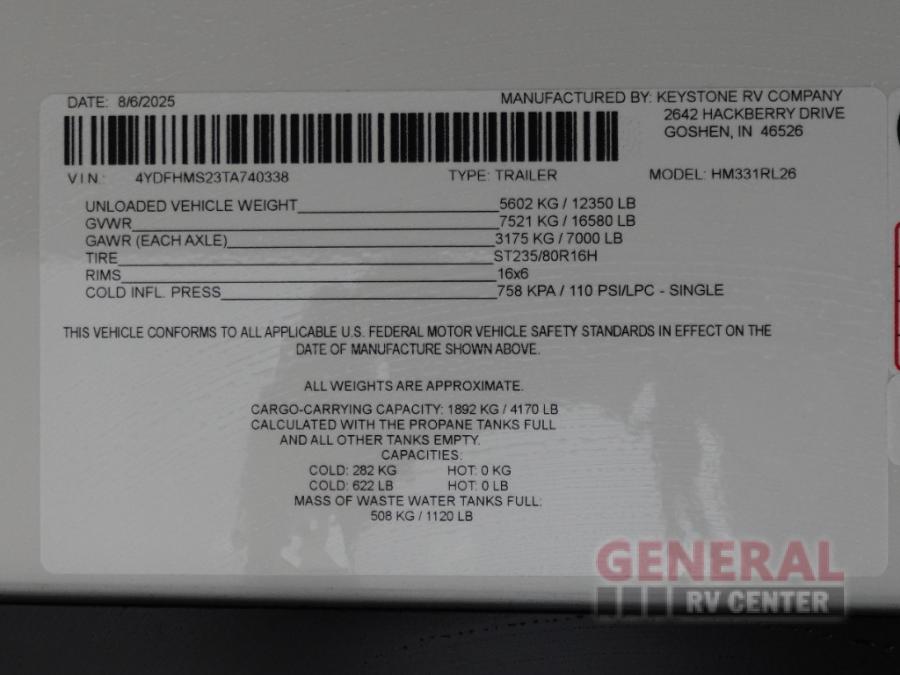 DATE: 8/6/2025
MANUFACTURED BY: KEYSTONE RV COMPANY
2642 HACKBERRY DRIVE
GOSHEN, IN 46526
V I N : 4YDFHMS23TA740338 TYPE: TRAILER MODEL: HM331RL26
UNLOADED VEHICLE WEIGHT 5602 KG / 12350 LB
GVWR 7521 KG / 16580 LB
GAWR (EACH AXLE) 3175 KG / 7000 LB
TIRE ST235/80R16H
RIMS 16x6
COLD INFL. PRESS 758 KPA / 110 PSI/LPC - SINGLE
THIS VEHICLE CONFORMS TO ALL APPLICABLE U.S. FEDERAL MOTOR VEHICLE SAFETY STANDARDS IN EFFECT ON THE
DATE OF MANUFACTURE SHOWN ABOVE.
ALL WEIGHTS ARE APPROXIMATE.
CARGO-CARRYING CAPACITY: 1892 KG / 4170 LB
CALCULATED WITH THE PROPANE TANKS FULL
AND ALL OTHER TANKS EMPTY.
CAPACITIES:
COLD: 282 KG HOT: 0 KG
COLD: 622 LB HOT: 0 LB
MASS OF WASTE WATER TANKS FULL:
508 KG / 1120 LB
GENERAL
RV CENTER